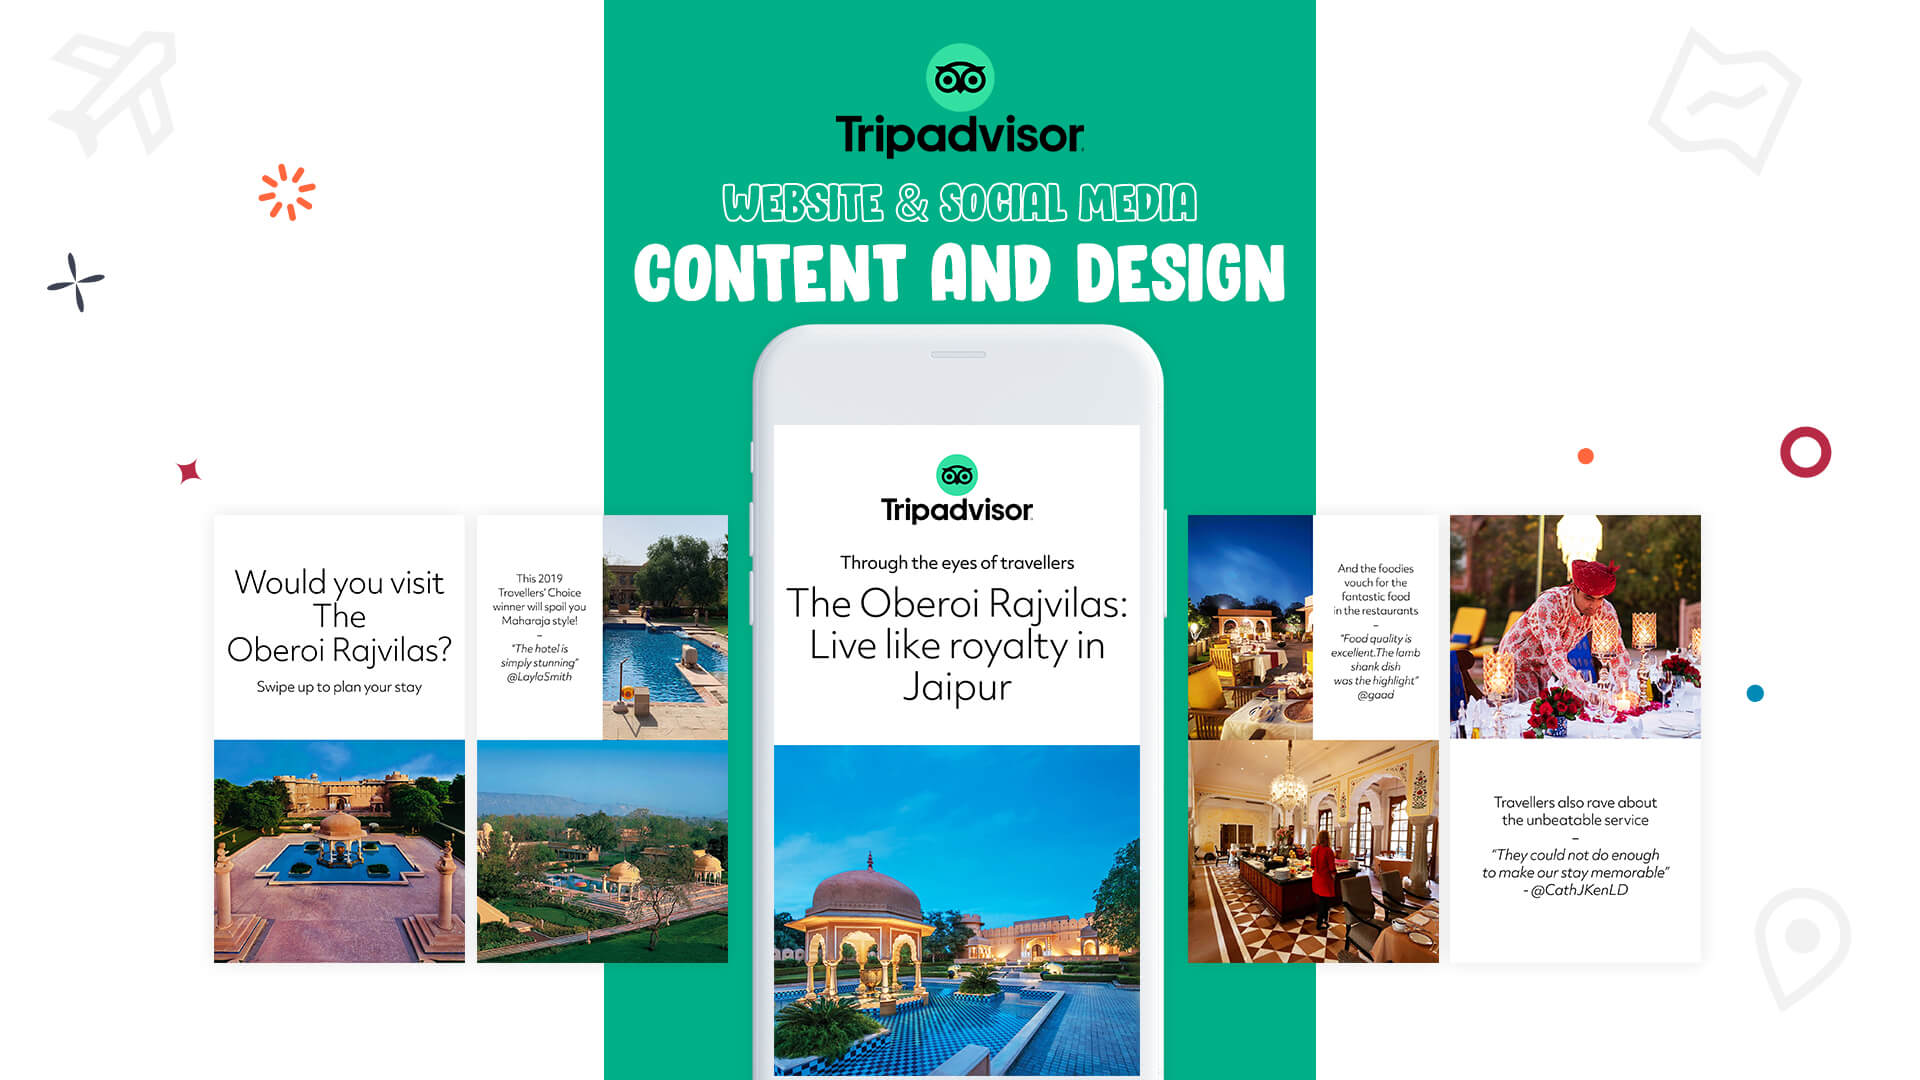 Tripadvisor
WEBSITE & SOCIAL MEDIA
CONTENT AND DESIGN
Would you visit
The
Oberoi Rajvilas?
Swipe up to plan your stay
This 2019
Travellers' Choice
winner will spoil you
Maharaja style!
–
"The hotel is
simply stunning"
@LaylaSmith
Tripadvisor
Through the eyes of travellers
The Oberoi Rajvilas:
Live like royalty in
Jaipur
And the foodies
vouch for the
fantastic food
in the restaurants
–
"Food quality is
excellent.The lamb
shank dish
was the highlight"
@gaad
Travellers also rave about
the unbeatable service
–
"They could not do enough
to make our stay memorable"
- @CathJKenLD